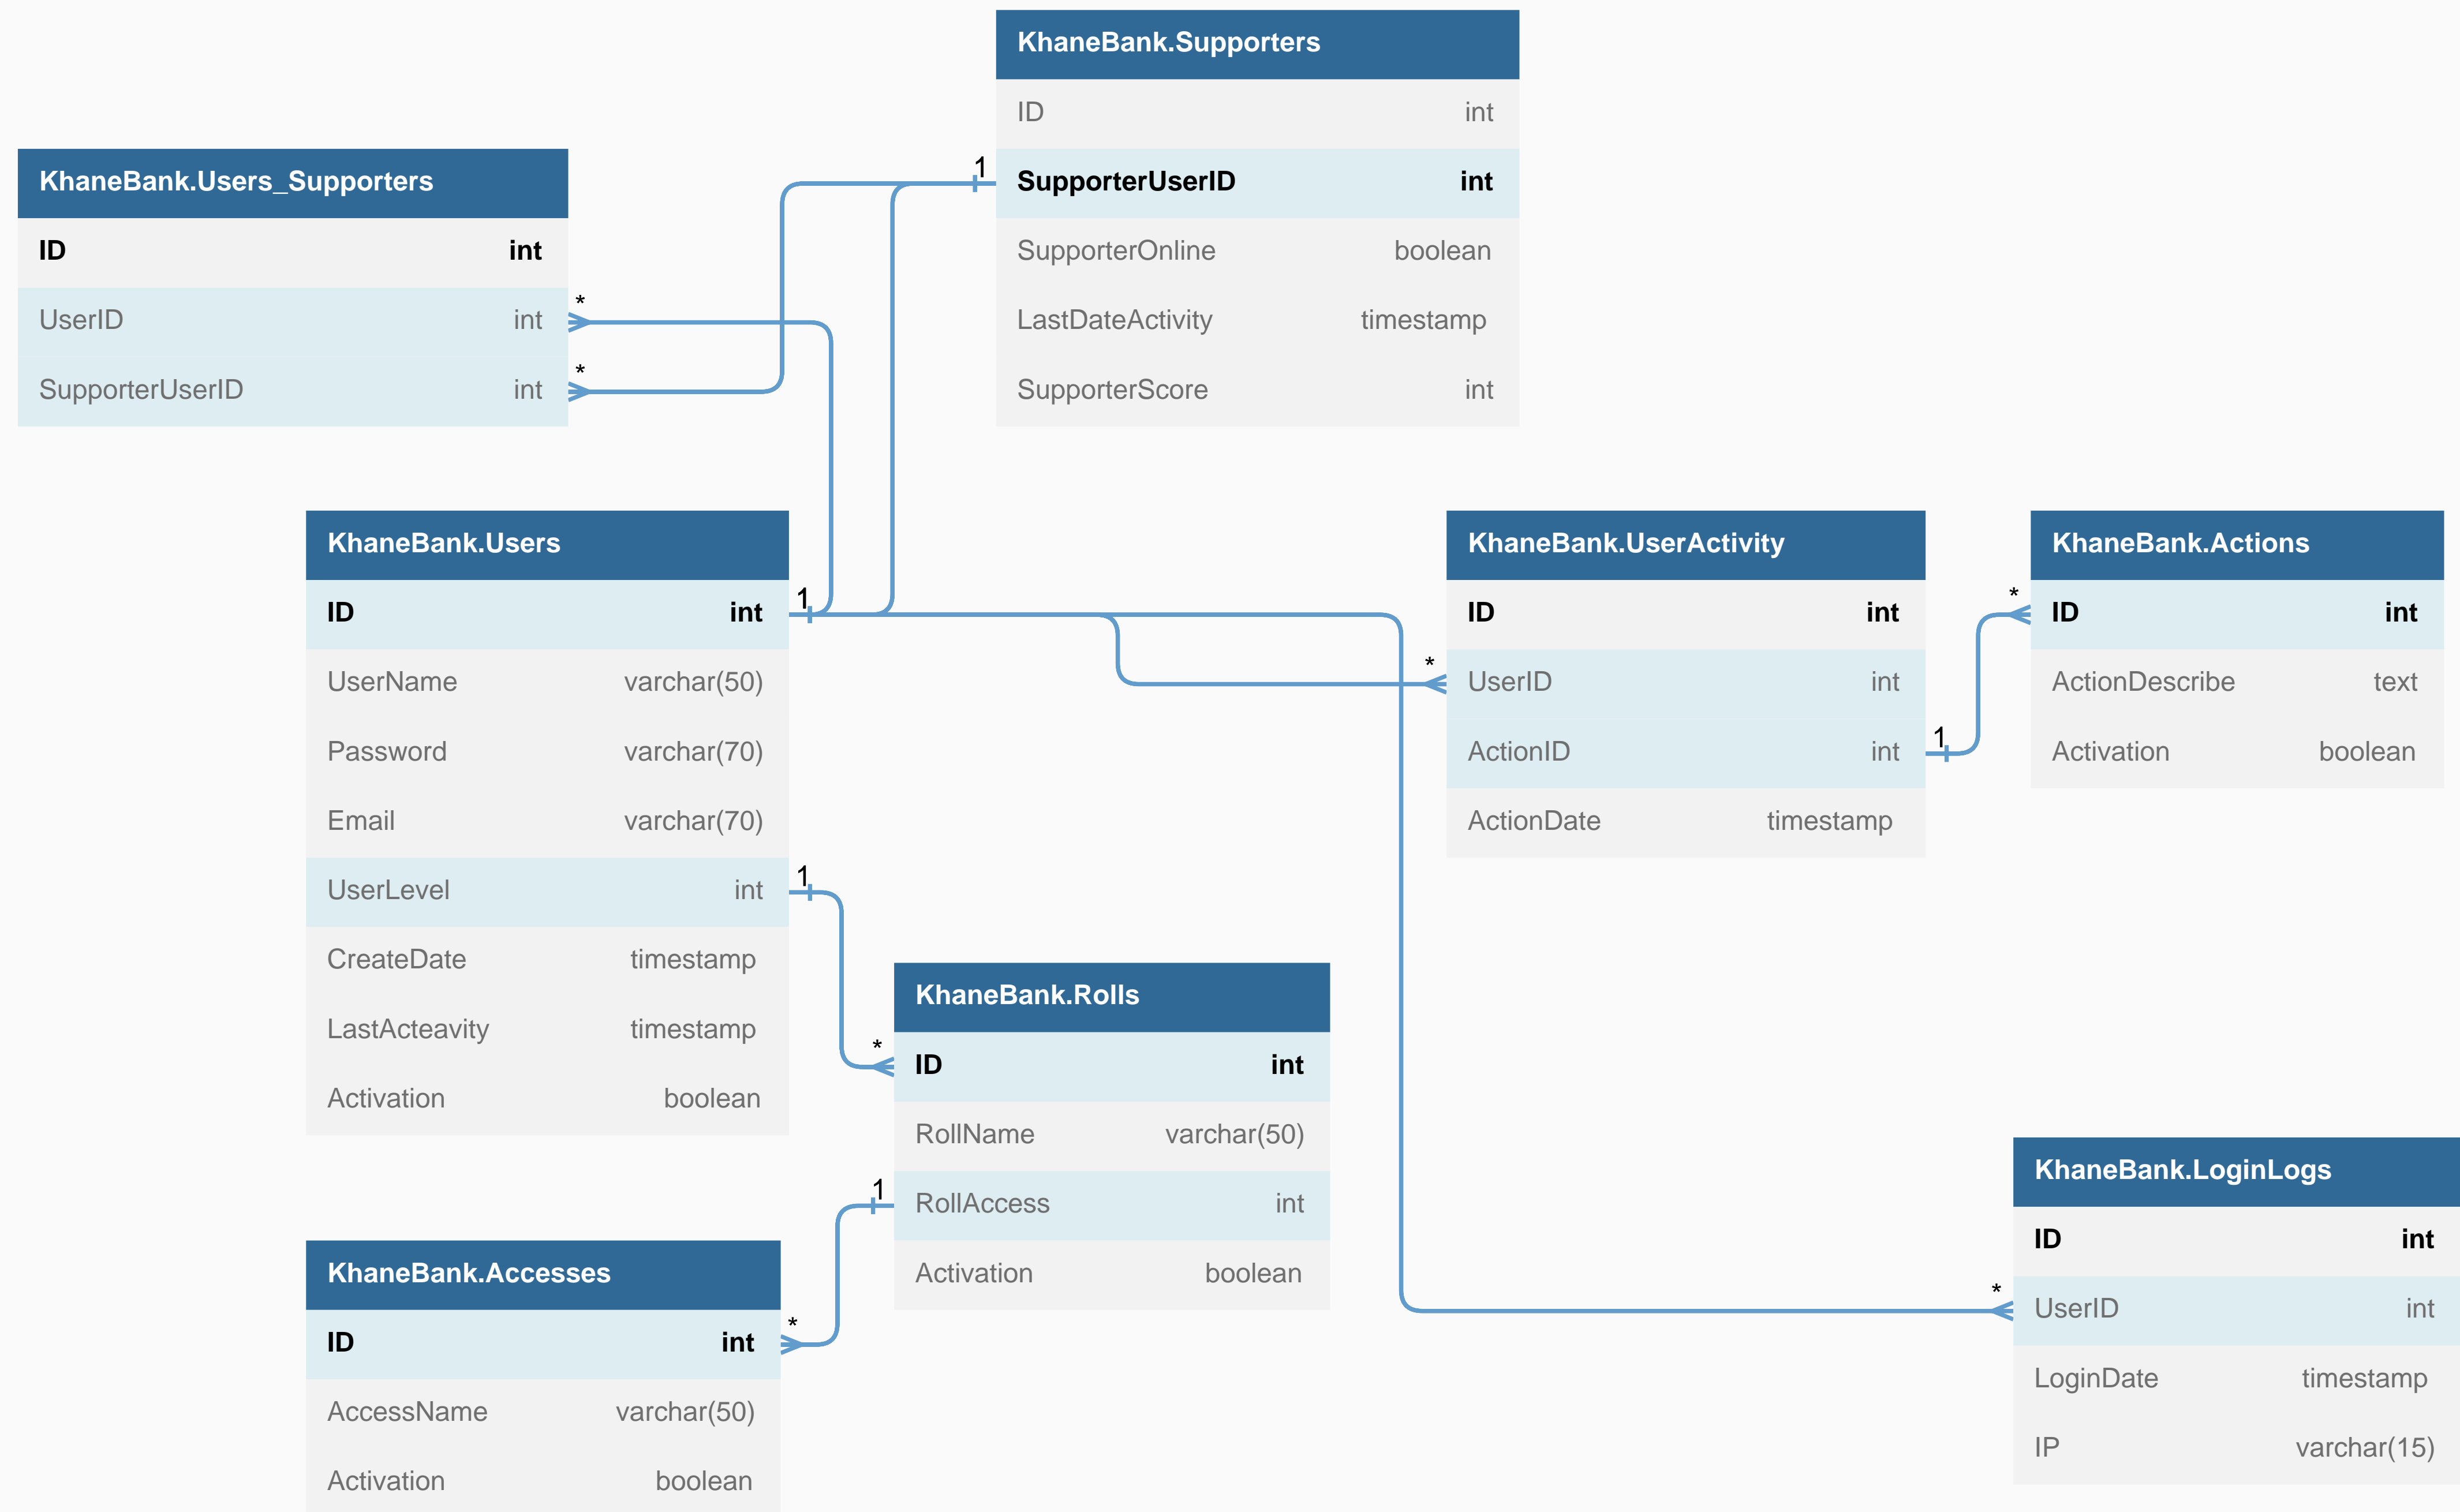 KhaneBank.Supporters
ID int
SupporterUserID int
SupporterOnline boolean
LastDateActivity timestamp
SupporterScore int
1
KhaneBank.Users_Supporters
ID int
UserID int
SupporterUserID int
*
*
KhaneBank.Users
ID int
UserName varchar(50)
Password varchar(70)
Email varchar(70)
UserLevel int
CreateDate timestamp
LastActeavity timestamp
Activation boolean
1
1
KhaneBank.UserActivity
ID int
UserID int
ActionID int
ActionDate timestamp
*
1
KhaneBank.Actions
ID int
ActionDescribe text
Activation boolean
*
KhaneBank.Rolls
ID int
RollName varchar(50)
RollAccess int
Activation boolean
*
1
KhaneBank.Accesses
ID int
AccessName varchar(50)
Activation boolean
*
KhaneBank.LoginLogs
ID int
UserID int
LoginDate timestamp
IP varchar(15)
*